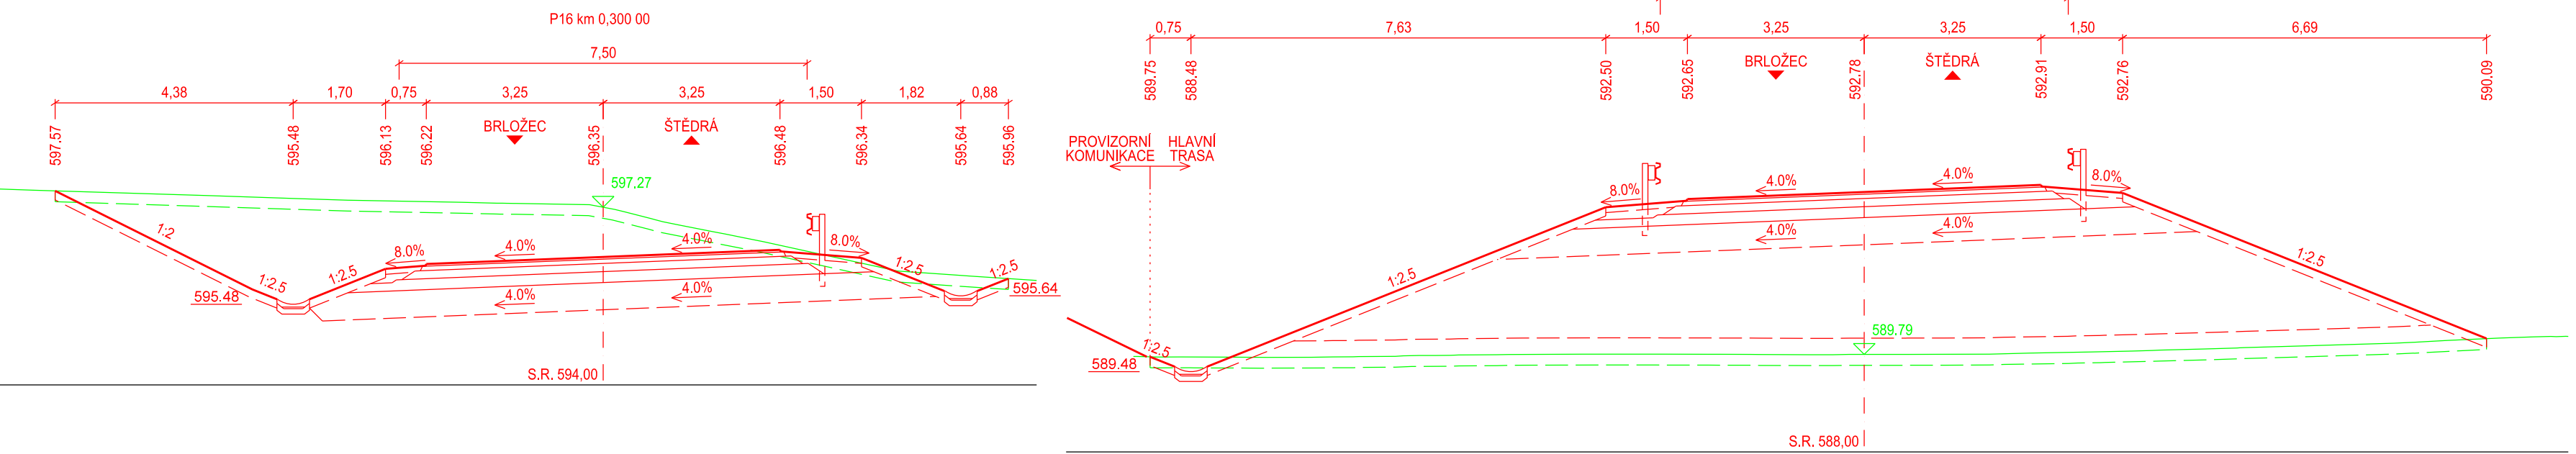 P16 km 0,300 00
7,50
4,38 1,70 0,75 3,25 3,25 1,50 1,82 0,88
BRLOŽEC ŠTĚDRÁ
597.57 595.48 596.13 596.22 596.35 596.48 596.34 595.64 595.96
597,27
1:2 1:2.5 1:2.5 8.0% 4.0% 4.0% 8.0% 1:2.5 1:2.5
595.48 4.0% 4.0% 595.64
S.R. 594,00
0,75 7,63 1,50 3,25 3,25 1,50 6,69
BRLOŽEC ŠTĚDRÁ
589.75 588.48 592.50 592.65 592.78 592.91 592.76 590.09
PROVIZORNÍ HLAVNÍ
KOMUNIKACE TRASA
8.0% 4.0% 4.0% 8.0%
4.0% 4.0%
1:2.5 1:2.5 1:2.5
589.79
589.48
S.R. 588,00